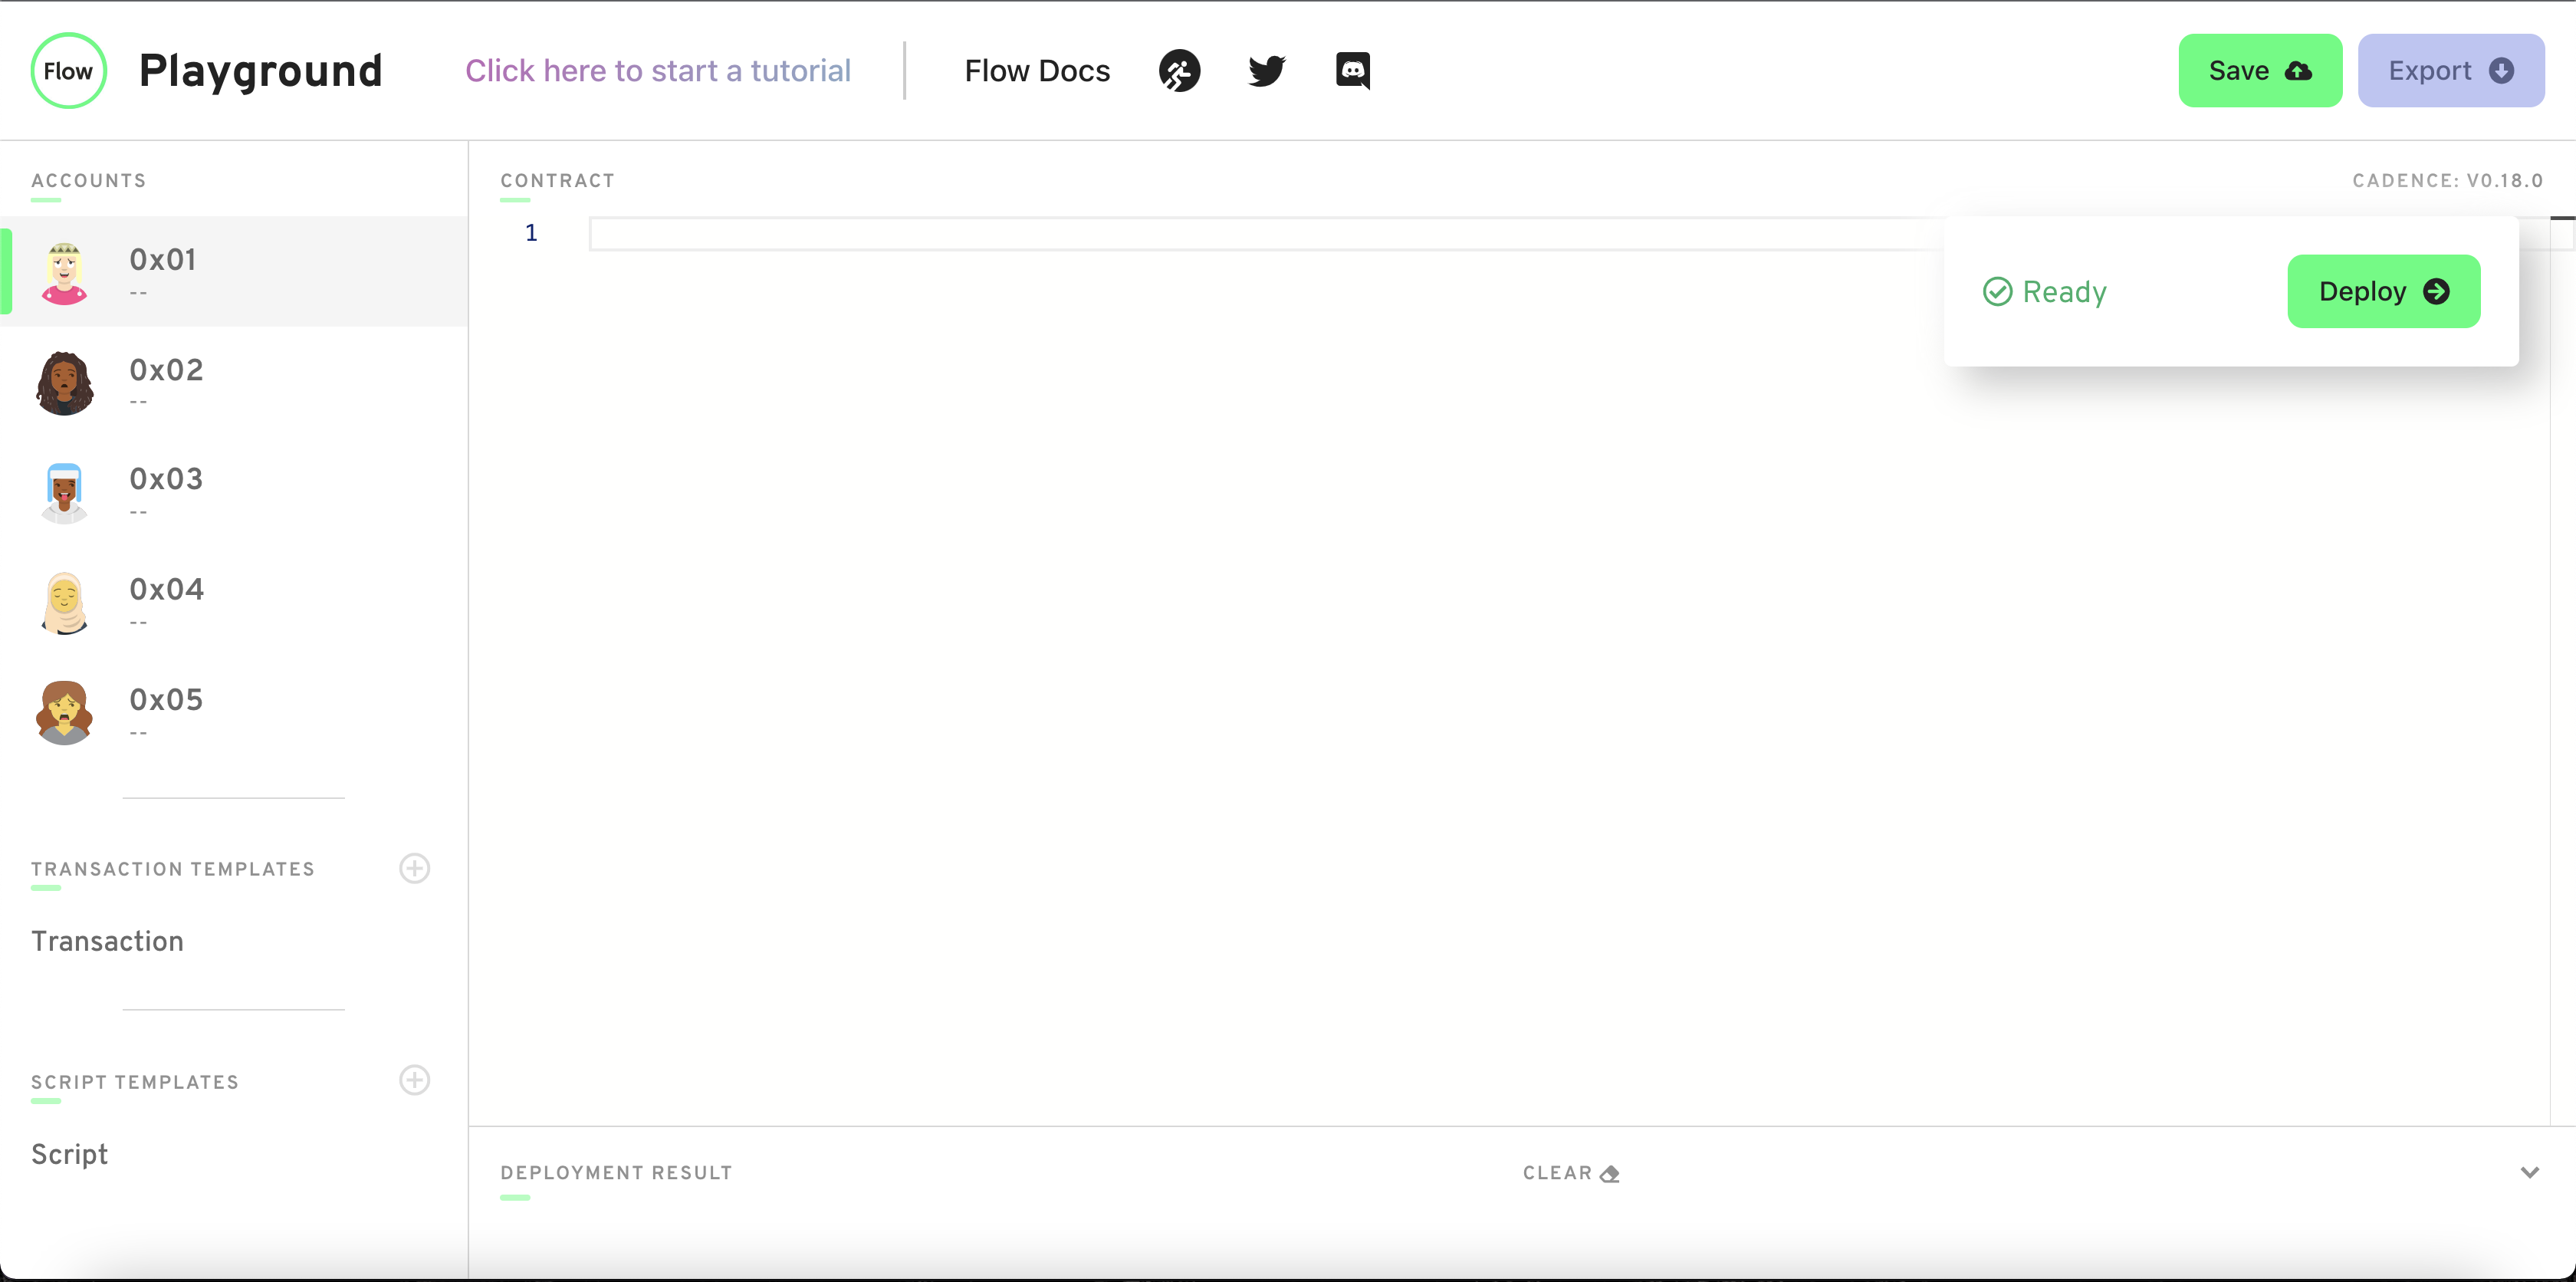 Flow
Playground
Click here to start a tutorial
Flow Docs
Save
Export
ACCOUNTS
0x01
--
0x02
--
0x03
--
0x04
--
0x05
--
TRANSACTION TEMPLATES
Transaction
SCRIPT TEMPLATES
Script
CONTRACT
CADENCE: V0.18.0
1
Ready
Deploy
DEPLOYMENT RESULT
CLEAR